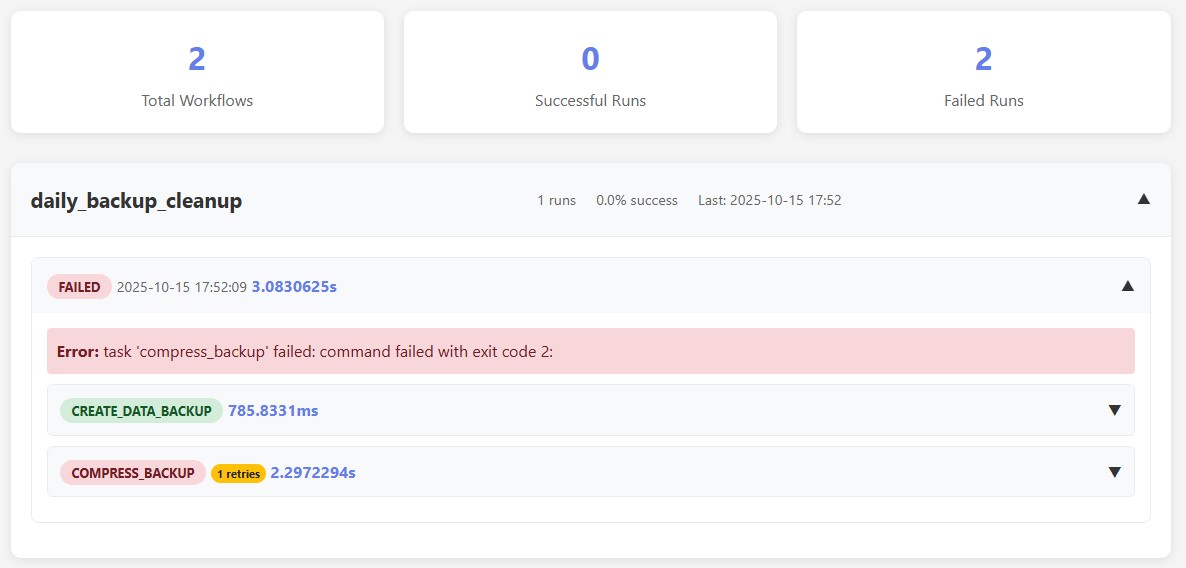 2
Total Workflows
0
Successful Runs
2
Failed Runs
daily_backup_cleanup
1 runs 0.0% success Last: 2025-10-15 17:52
FAILED 2025-10-15 17:52:09 3.0830625s
Error: task 'compress_backup' failed: command failed with exit code 2:
CREATE_DATA_BACKUP 785.8331ms
COMPRESS_BACKUP 1 retries 2.2972294s